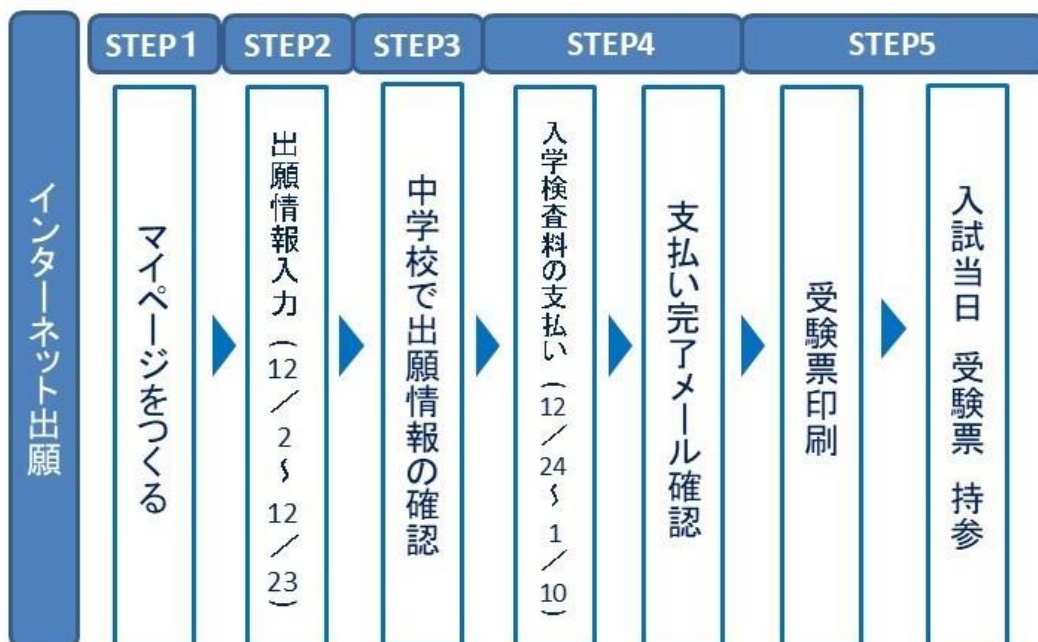 インターネット出願
STEP1
STEP2
STEP3
STEP4
STEP5
マイページをつくる
出願情報入力（12／2～12／23）
中学校で出願情報の確認
入学検査料の支払い（12／24～1／10）
支払い完了メール確認
受験票印刷
入試当日 受験票 持参